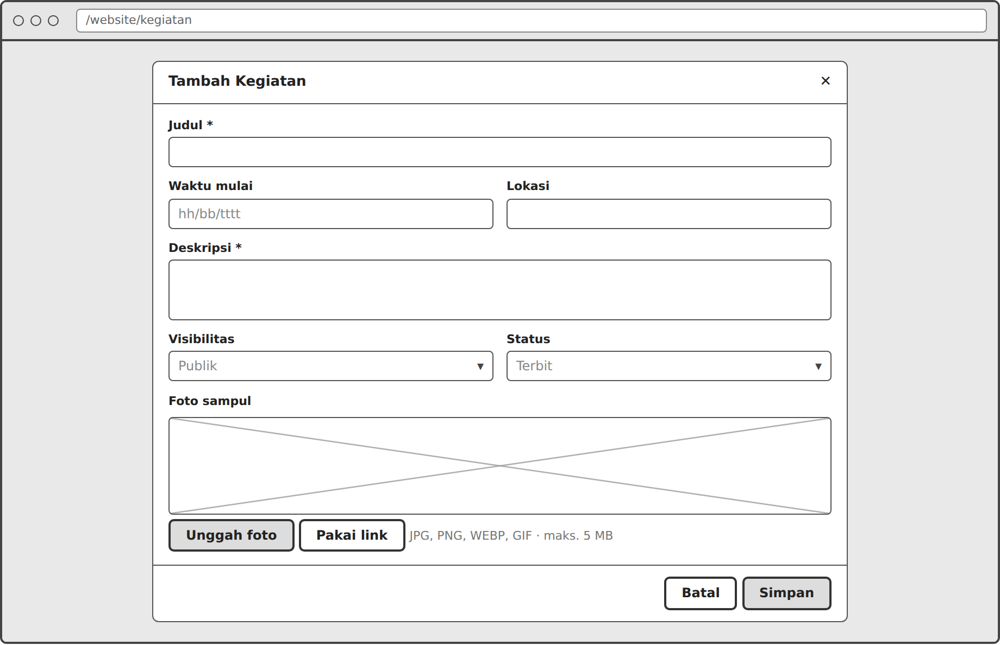 /website/kegiatan
Tambah Kegiatan ✕
Judul *
Waktu mulai Lokasi
hh/bb/tttt
Deskripsi *
Visibilitas Status
Publik ▼ Terbit ▼
Foto sampul
Unggah foto Pakai link JPG, PNG, WEBP, GIF · maks. 5 MB
Batal Simpan